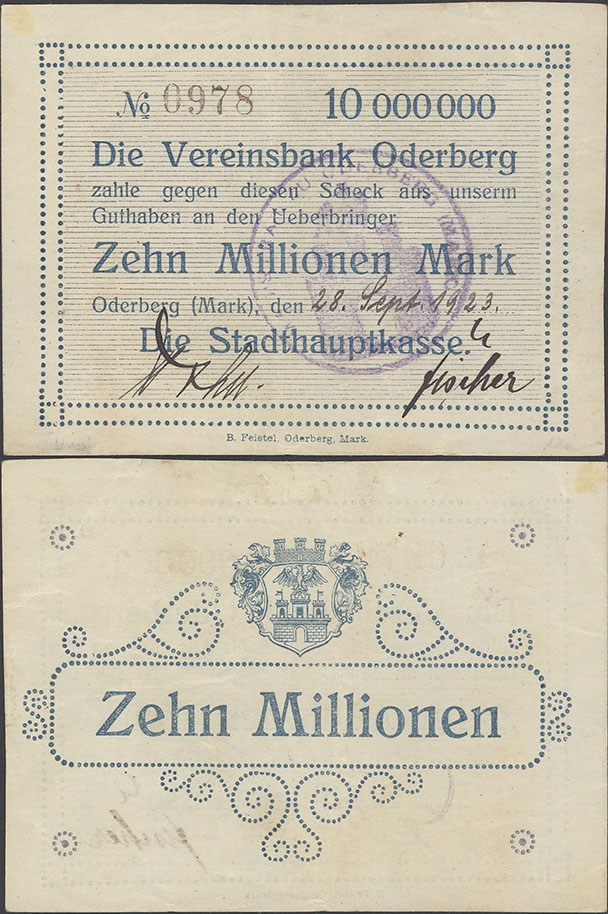 № 0978 10 000 000
Die Vereinsbank Oderberg
zahle gegen diesen Scheck aus unserm
Guthaben an den Ueberbringer
Zehn Millionen Mark
Oderberg (Mark), den 28. Sept. 1923.
Die Stadthauptkasse.
fischer
B. Feistel, Oderberg, Mark.
Zehn Millionen